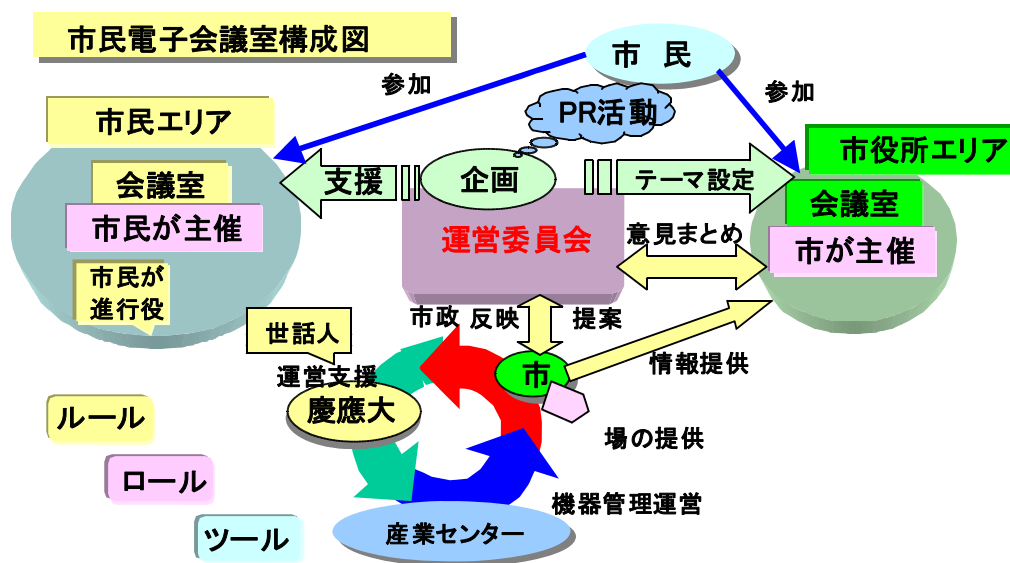 市民電子会議室構成図
市 民
参加
参加
PR活動
市民エリア
市役所エリア
会議室
市民が主催
市民が
進行役
支援
企画
テーマ設定
会議室
市が主催
運営委員会
意見まとめ
市政 反映
提案
世話人
運営支援
慶應大
市
情報提供
場の提供
機器管理運営
産業センター
ルール
ロール
ツール